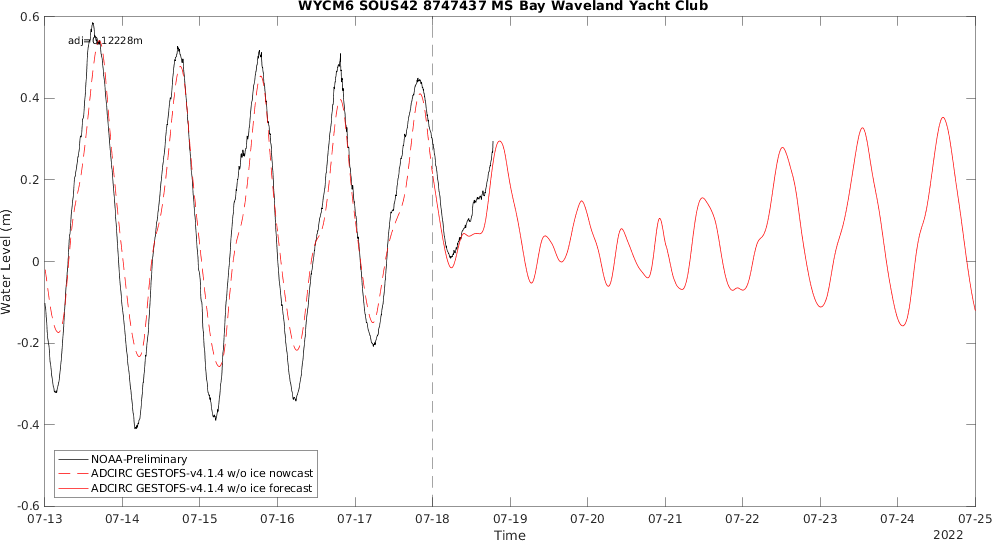 WYCM6 SOUS42 8747437 MS Bay Waveland Yacht Club
adj=0.12228m
0.6
0.4
0.2
0
-0.2
-0.4
-0.6
Water Level (m)
NOAA-Preliminary
ADCIRC GESTOFS-v4.1.4 w/o ice nowcast
ADCIRC GESTOFS-v4.1.4 w/o ice forecast
07-13 07-14 07-15 07-16 07-17 07-18 07-19 07-20 07-21 07-22 07-23 07-24 07-25
Time
2022